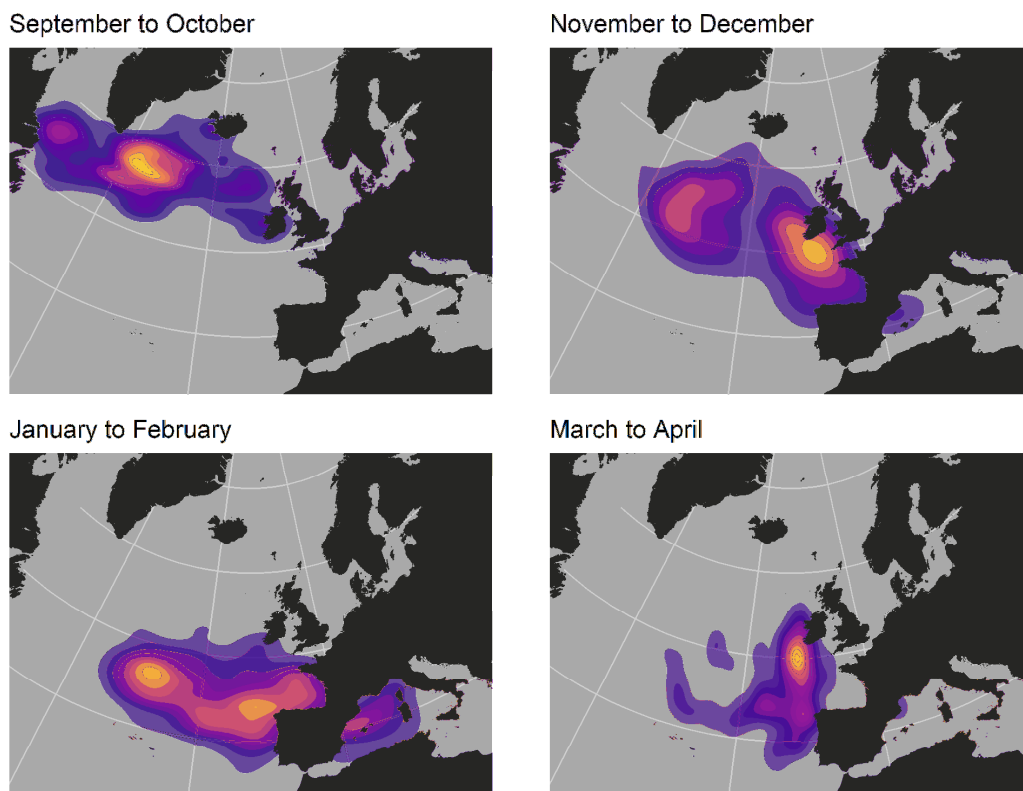 September to October
November to December
January to February
March to April